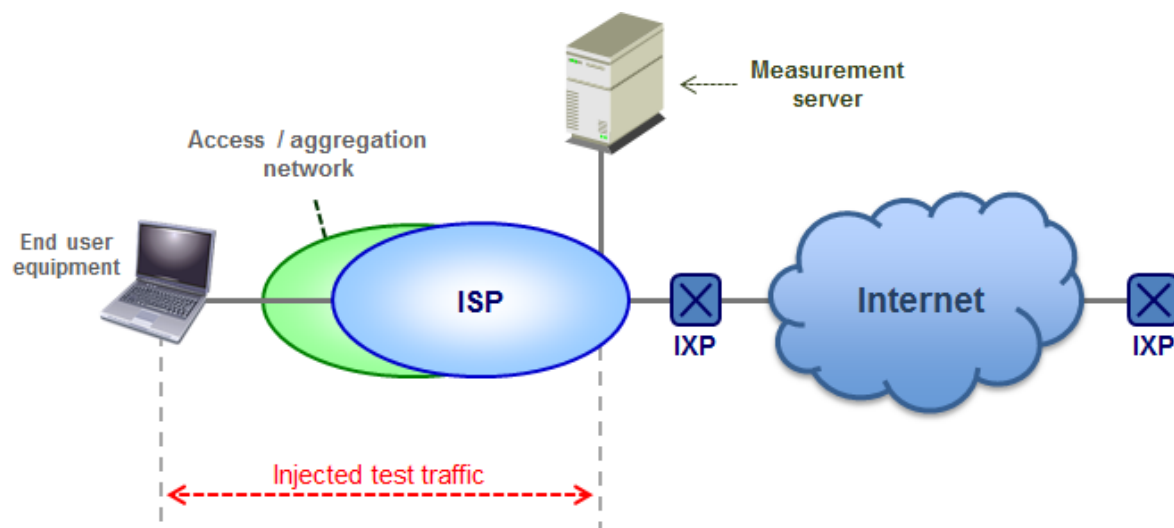 Measurement
server
Access / aggregation
network
End user
equipment
ISP
Internet
IXP
IXP
Injected test traffic